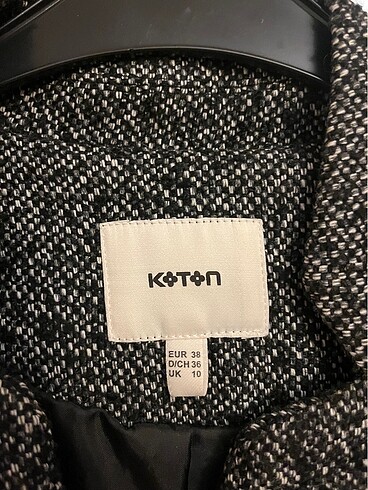 KOTON
EUR 38
D/CH 36
UK 10